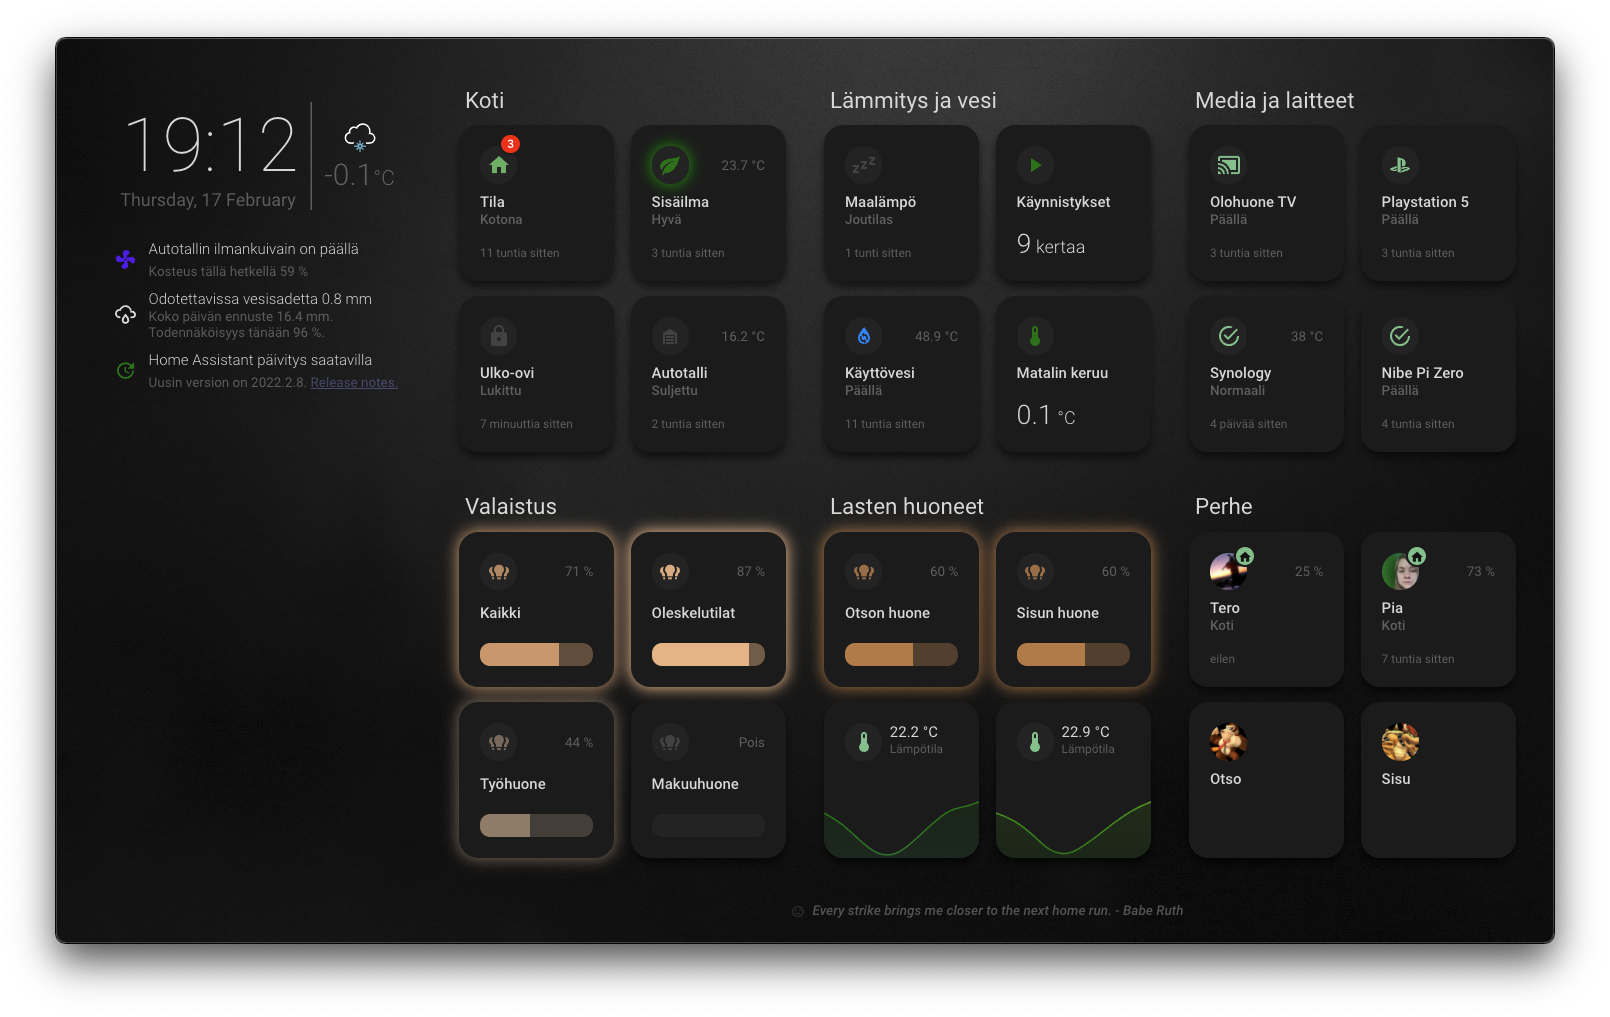 19:12
-0.1°C
Thursday, 17 February
Autotallin ilmankuivain on päällä
Kosteus tällä hetkellä 59 %
Odotettavissa vesisadetta 0.8 mm
Koko päivän ennuste 16.4 mm.
Todennäköisyys tänään 96 %.
Home Assistant päivitys saatavilla
Uusin version on 2022.2.8. Release notes.
Koti
3
Tila
Kotona
11 tuntia sitten
23.7 °C
Sisäilma
Hyvä
3 tuntia sitten
Ulko-ovi
Lukittu
7 minuuttia sitten
16.2 °C
Autotalli
Suljettu
2 tuntia sitten
Lämmitys ja vesi
zzz
Maalämpö
Joutilas
1 tunti sitten
Käynnistykset
9 kertaa
48.9 °C
Käyttövesi
Päällä
11 tuntia sitten
Matalin keruu
0.1 °C
Media ja laitteet
Olohuone TV
Päällä
3 tuntia sitten
Playstation 5
Päällä
3 tuntia sitten
38 °C
Synology
Normaali
4 päivää sitten
Nibe Pi Zero
Päällä
4 tuntia sitten
Valaistus
71 %
Kaikki
87 %
Oleskelutilat
44 %
Työhuone
Pois
Makuuhuone
Lasten huoneet
60 %
Otson huone
60 %
Sisun huone
22.2 °C
Lämpötila
22.9 °C
Lämpötila
Perhe
25 %
Tero
Koti
eilen
73 %
Pia
Koti
7 tuntia sitten
Otso
Sisu
Every strike brings me closer to the next home run. - Babe Ruth